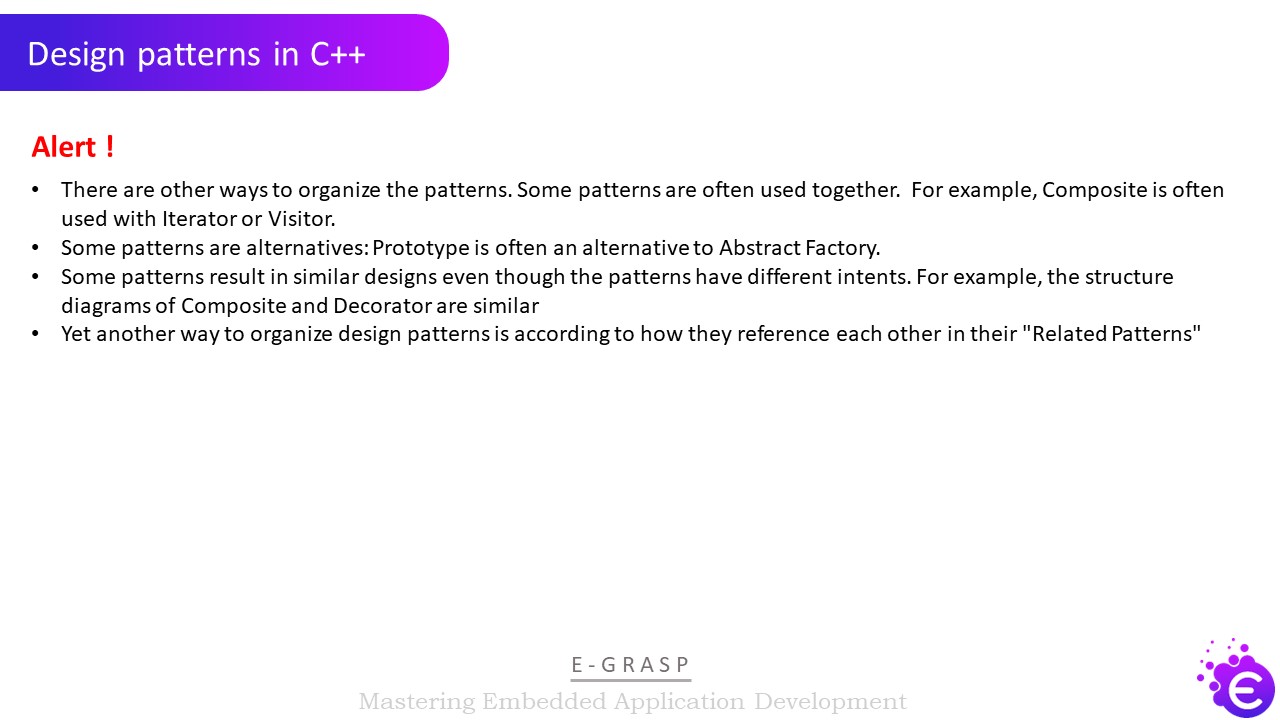 Design patterns in C++
Alert !
• There are other ways to organize the patterns. Some patterns are often used together.  For example, Composite is often
used with Iterator or Visitor.
• Some patterns are alternatives: Prototype is often an alternative to Abstract Factory.
• Some patterns result in similar designs even though the patterns have different intents. For example, the structure
diagrams of Composite and Decorator are similar
• Yet another way to organize design patterns is according to how they reference each other in their "Related Patterns"
E-GRASP
Mastering Embedded Application Development